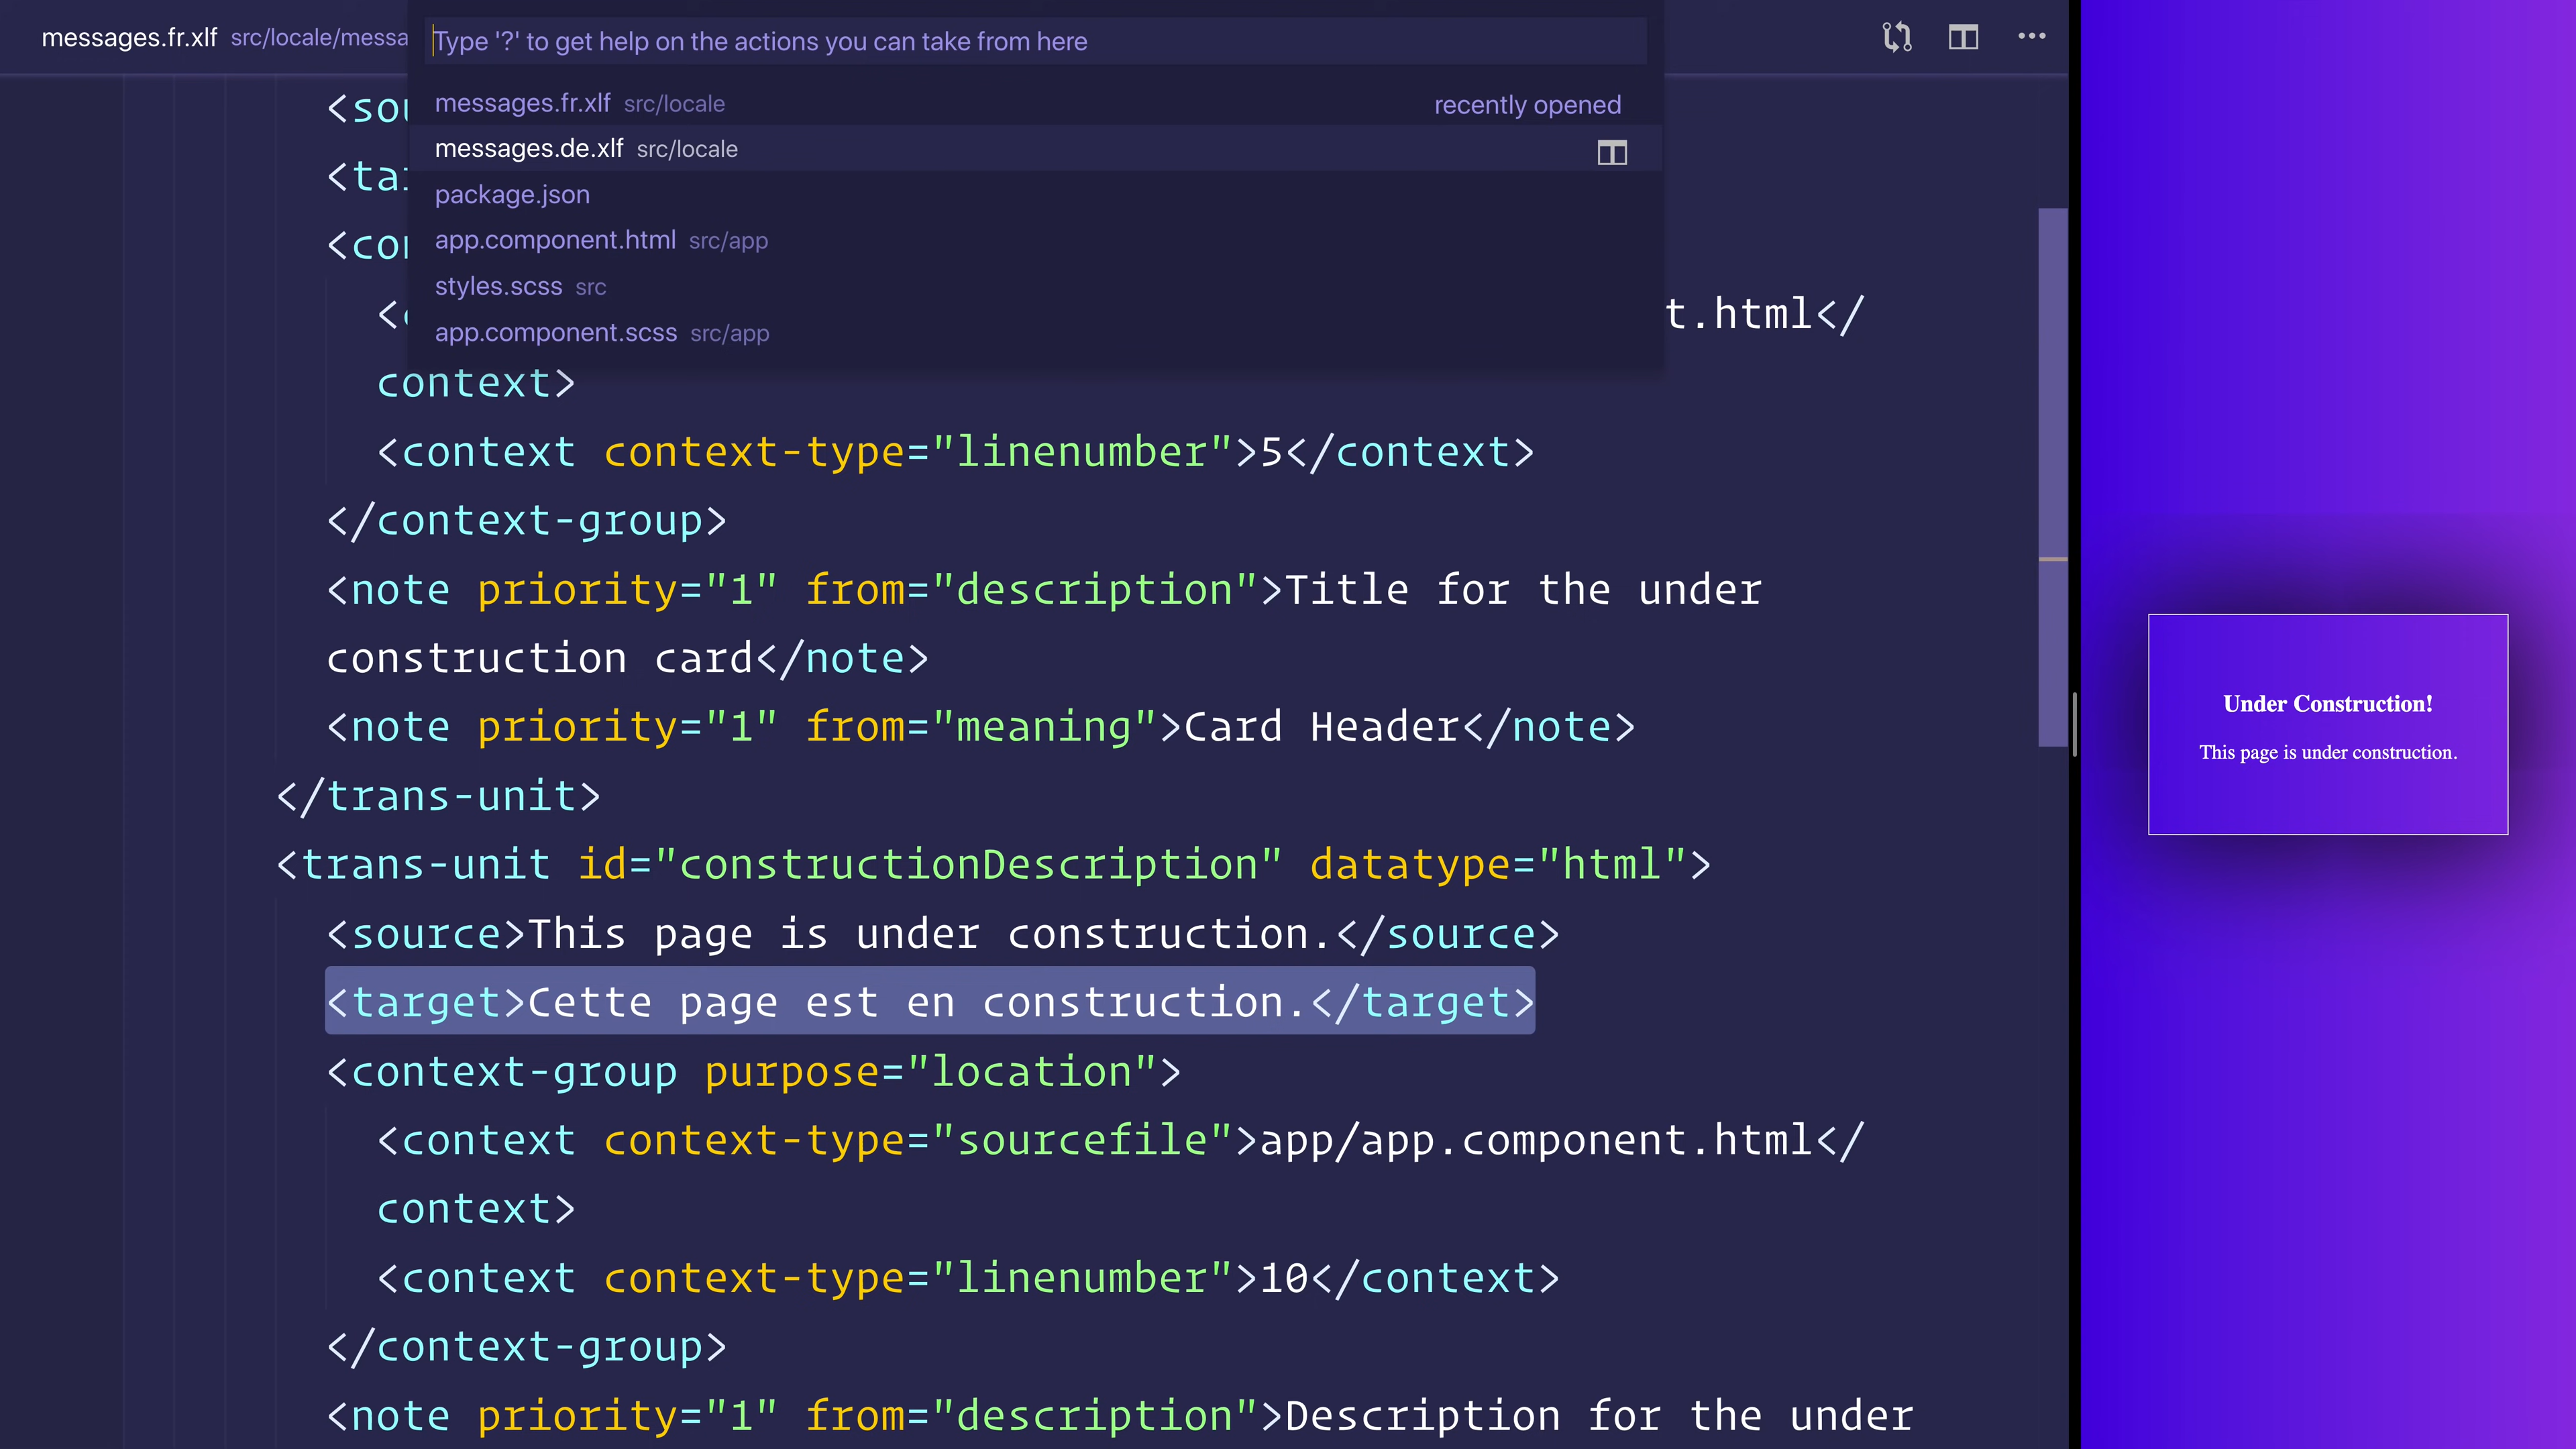 messages.fr.xlf src/locale/messa
Type '?' to get help on the actions you can take from here
messages.fr.xlf src/locale recently opened
messages.de.xlf src/locale
package.json
app.component.html src/app
styles.scss src
app.component.scss src/app
<sou
<tar
<con
<c t.html</
context>
<context context-type="linenumber">5</context>
</context-group>
<note priority="1" from="description">Title for the under
construction card</note>
<note priority="1" from="meaning">Card Header</note>
</trans-unit>
<trans-unit id="constructionDescription" datatype="html">
<source>This page is under construction.</source>
<target>Cette page est en construction.</target>
<context-group purpose="location">
<context context-type="sourcefile">app/app.component.html</
context>
<context context-type="linenumber">10</context>
</context-group>
<note priority="1" from="description">Description for the under
Under Construction!
This page is under construction.